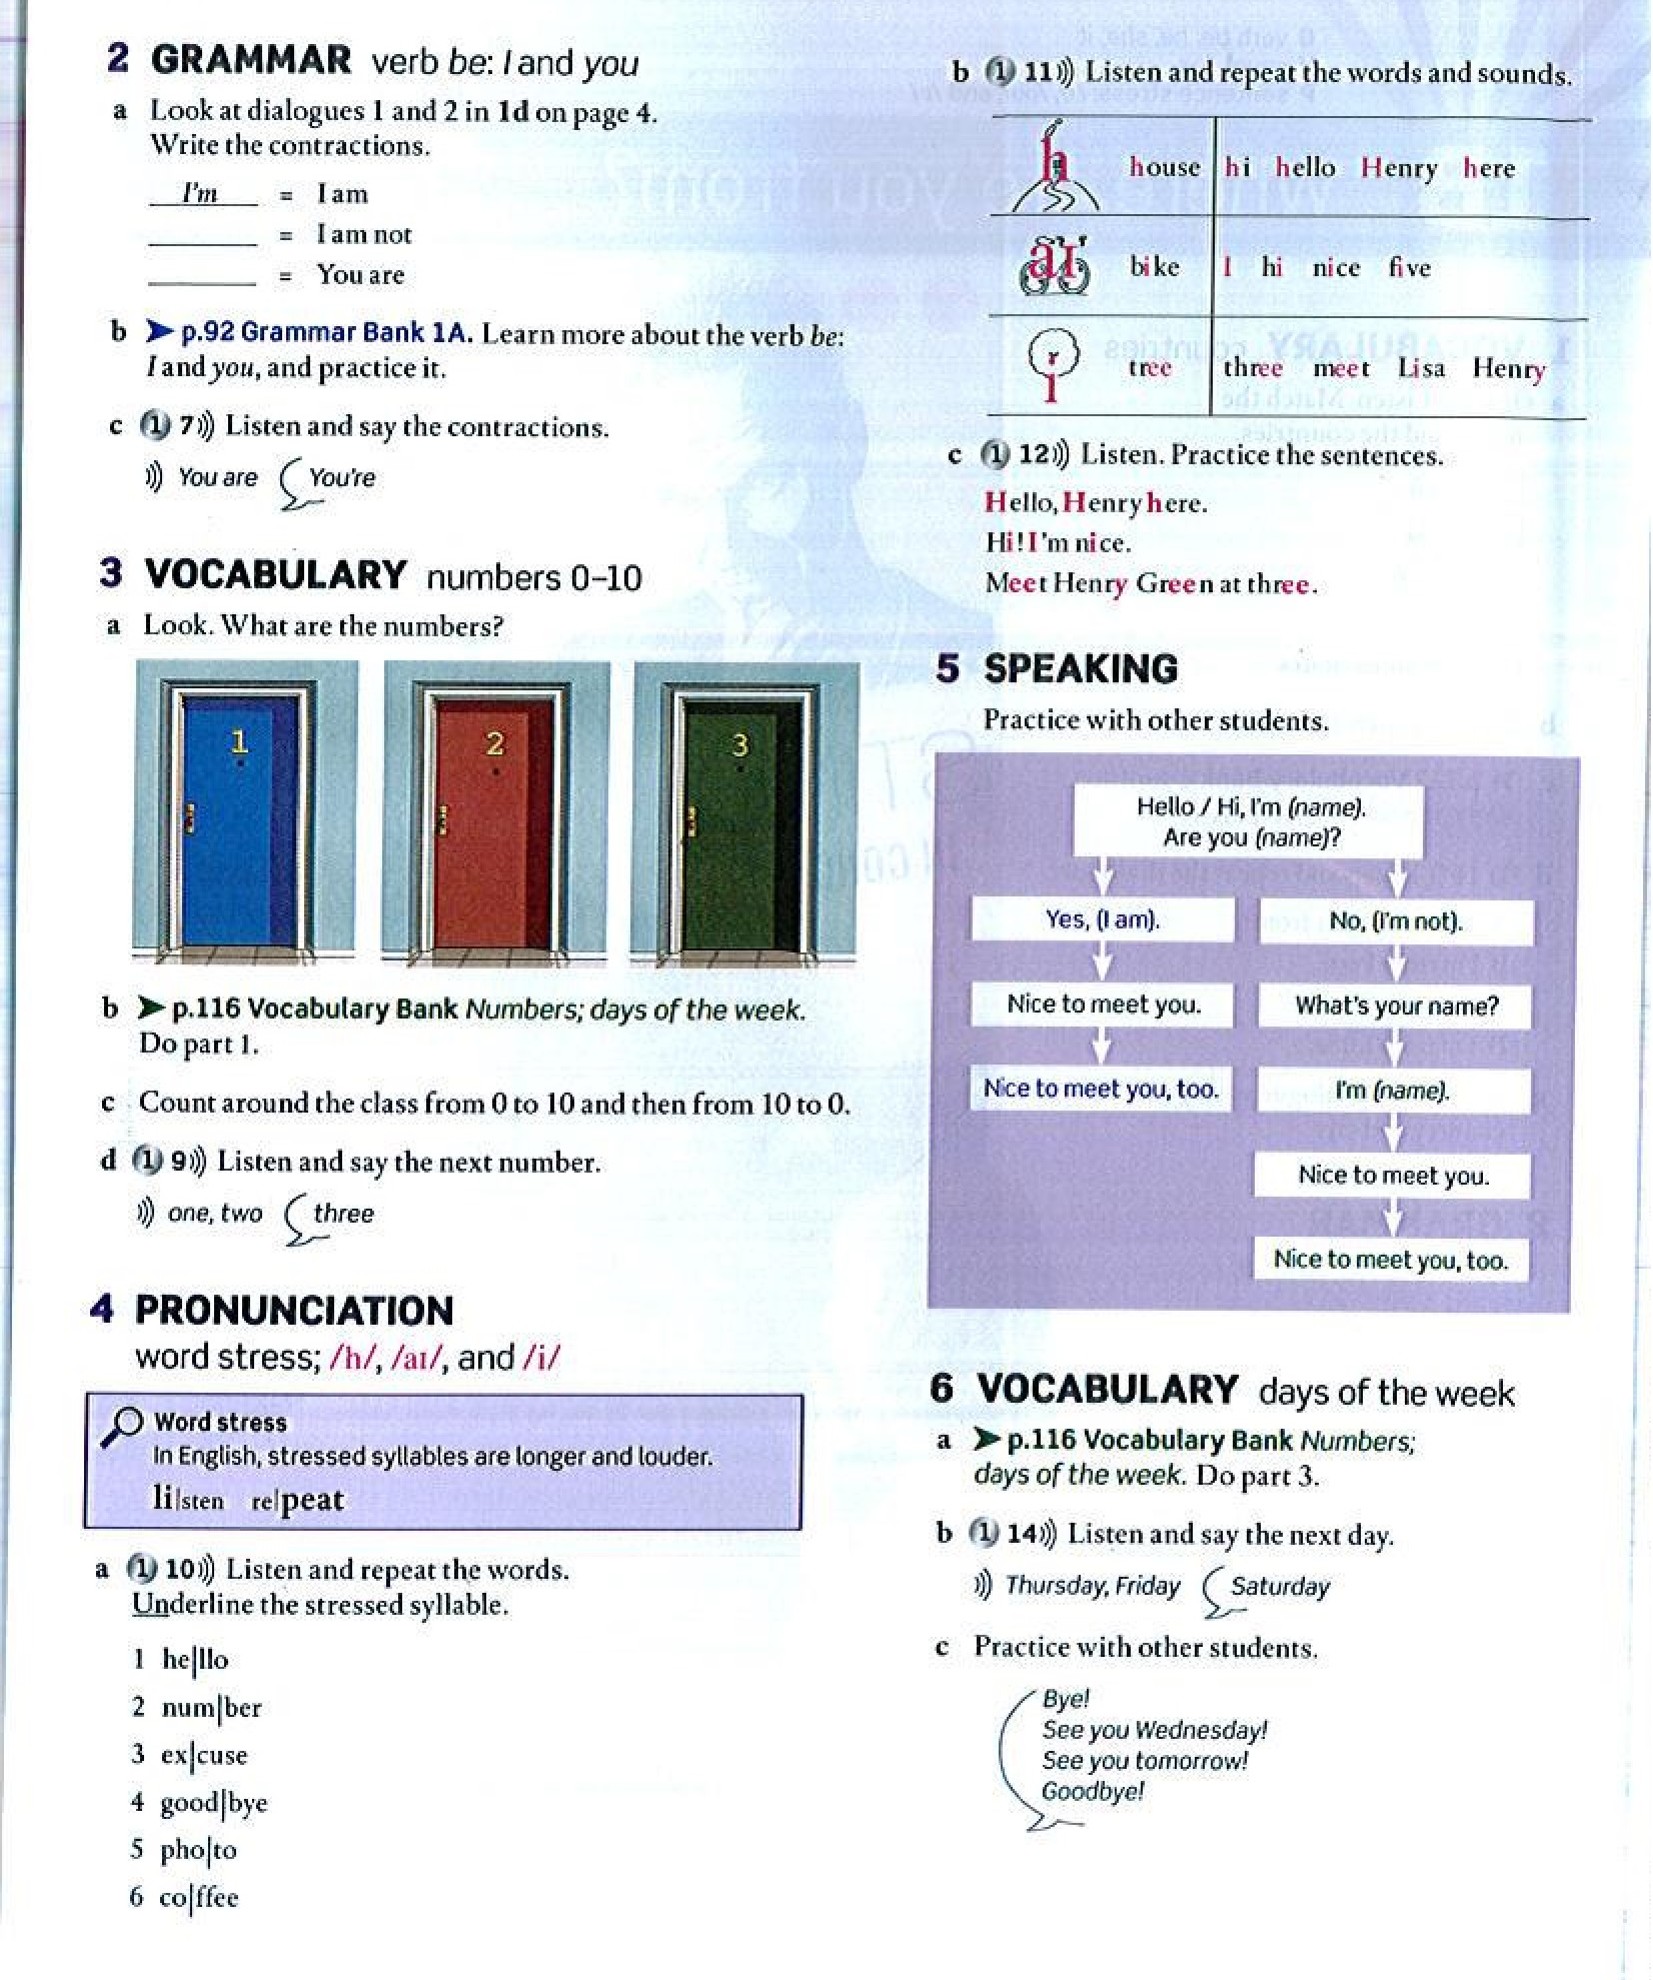 2 GRAMMAR verb be: I and you
a Look at dialogues 1 and 2 in 1d on page 4.
Write the contractions.
I'm = I am
______ = I am not
______ = You are
b ➤ p.92 Grammar Bank 1A. Learn more about the verb be:
I and you, and practice it.
c 1 7))) Listen and say the contractions.
))) You are You're
3 VOCABULARY numbers 0–10
a Look. What are the numbers?
1 2 3
b ➤ p.116 Vocabulary Bank Numbers; days of the week.
Do part 1.
c Count around the class from 0 to 10 and then from 10 to 0.
d 1 9))) Listen and say the next number.
))) one, two three
4 PRONUNCIATION
word stress; /h/, /aɪ/, and /i/
Word stress
In English, stressed syllables are longer and louder.
li|sten re|peat
a 1 10))) Listen and repeat the words.
Underline the stressed syllable.
1 he|llo
2 num|ber
3 ex|cuse
4 good|bye
5 pho|to
6 co|ffee
b 1 11))) Listen and repeat the words and sounds.
h house hi hello Henry here
aɪ bike I hi nice five
i tree three meet Lisa Henry
c 1 12))) Listen. Practice the sentences.
Hello, Henry here.
Hi! I'm nice.
Meet Henry Green at three.
5 SPEAKING
Practice with other students.
Hello / Hi, I'm (name).
Are you (name)?
Yes, (I am). No, (I'm not).
Nice to meet you. What's your name?
Nice to meet you, too. I'm (name).
Nice to meet you.
Nice to meet you, too.
6 VOCABULARY days of the week
a ➤ p.116 Vocabulary Bank Numbers;
days of the week. Do part 3.
b 1 14))) Listen and say the next day.
))) Thursday, Friday Saturday
c Practice with other students.
Bye!
See you Wednesday!
See you tomorrow!
Goodbye!